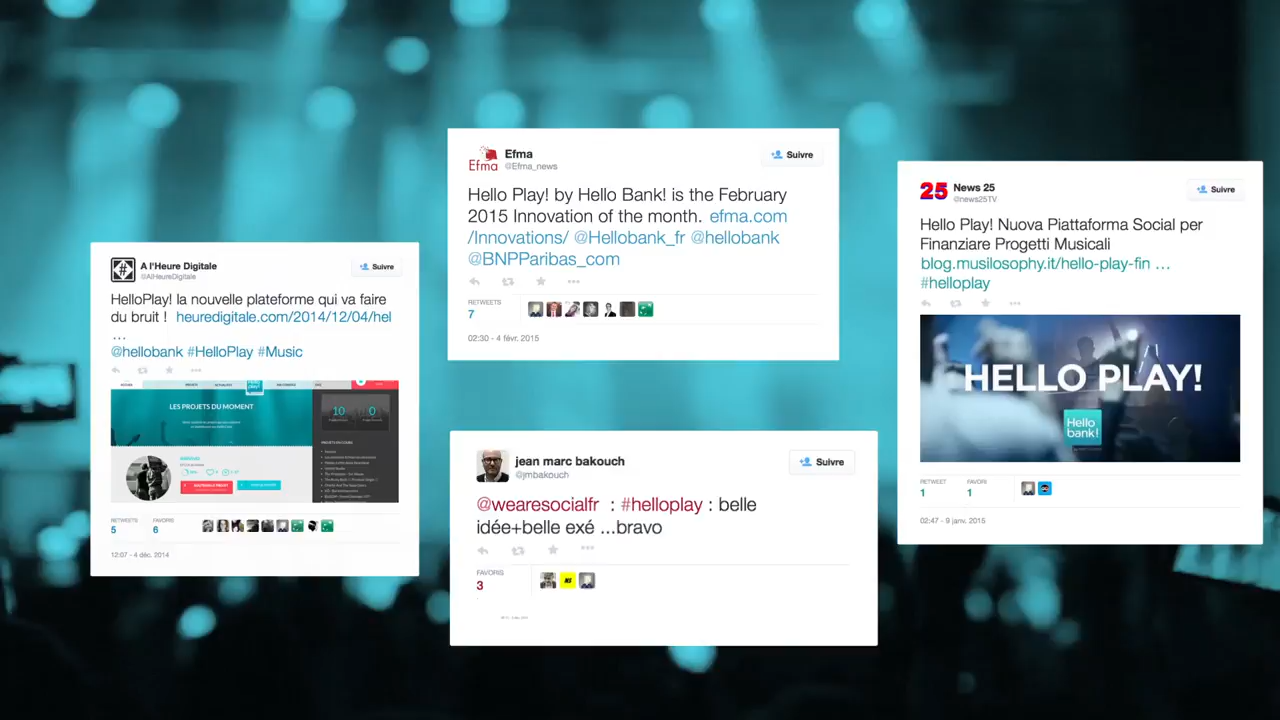 A l'Heure Digitale
@AlHeureDigitale
Suivre
HelloPlay! la nouvelle plateforme qui va faire
du bruit ! heuredigitale.com/2014/12/04/hel
...
@hellobank #HelloPlay #Music
LES PROJETS DU MOMENT
10 0
RETWEETS FAVORIS
5 6
12:07 - 4 déc. 2014
Efma
Efma
@Efma_news
Suivre
Hello Play! by Hello Bank! is the February
2015 Innovation of the month. efma.com
/Innovations/ @Hellobank_fr @hellobank
@BNPParibas_com
RETWEETS
7
02:30 - 4 févr. 2015
jean marc bakouch
@jmbakouch
Suivre
@wearesocialfr : #helloplay : belle
idée+belle exé ...bravo
FAVORIS
3
25
News 25
@news25TV
Suivre
Hello Play! Nuova Piattaforma Social per
Finanziare Progetti Musicali
blog.musilosophy.it/hello-play-fin ...
#helloplay
HELLO PLAY!
Hello
bank!
RETWEET FAVORI
1 1
02:47 - 9 janv. 2015